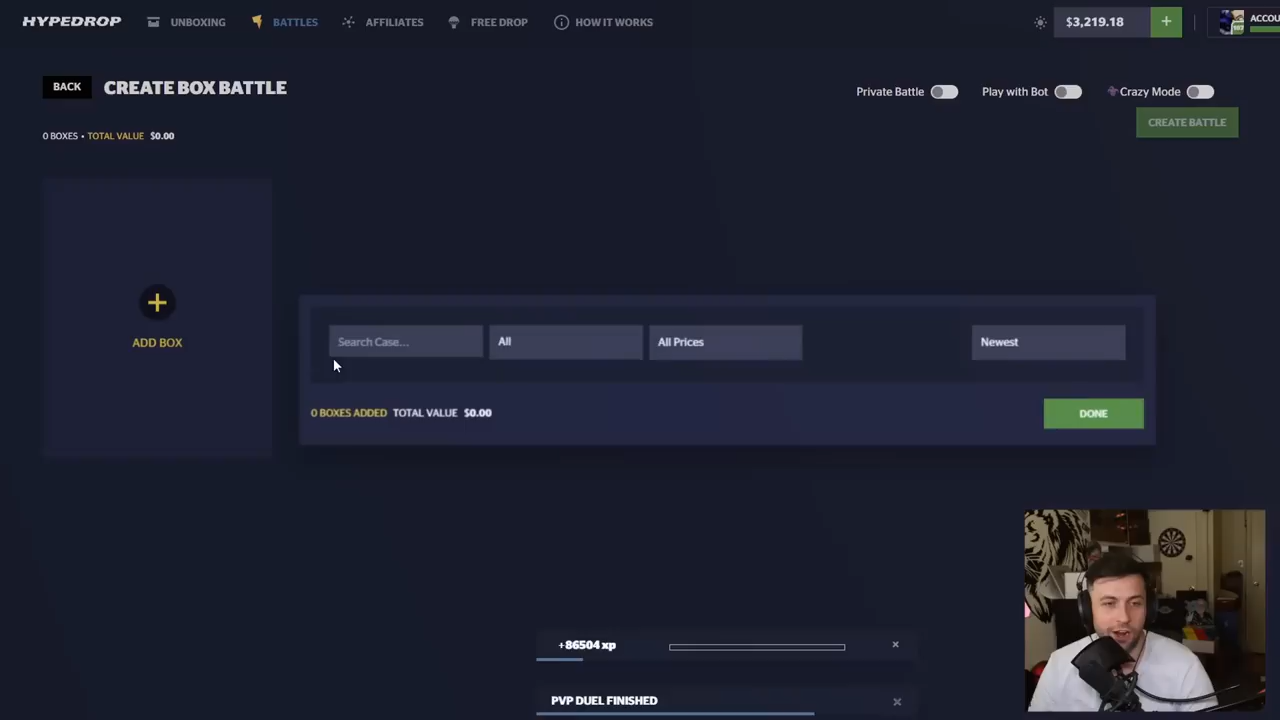 HYPEDROP UNBOXING BATTLES AFFILIATES FREE DROP HOW IT WORKS $3,219.18 +
BACK CREATE BOX BATTLE Private Battle Play with Bot Crazy Mode
CREATE BATTLE
0 BOXES • TOTAL VALUE $0.00
ADD BOX
Search Case... All All Prices Newest
0 BOXES ADDED TOTAL VALUE $0.00 DONE
+86504 xp
PVP DUEL FINISHED